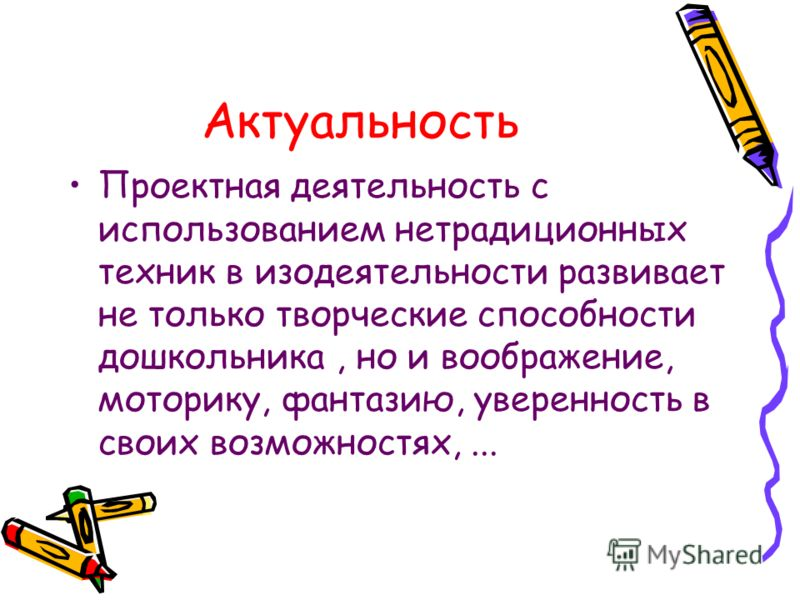 Актуальность
• Проектная деятельность с
использованием нетрадиционных
техник в изодеятельности развивает
не только творческие способности
дошкольника , но и воображение,
моторику, фантазию, уверенность в
своих возможностях, ...
MyShared